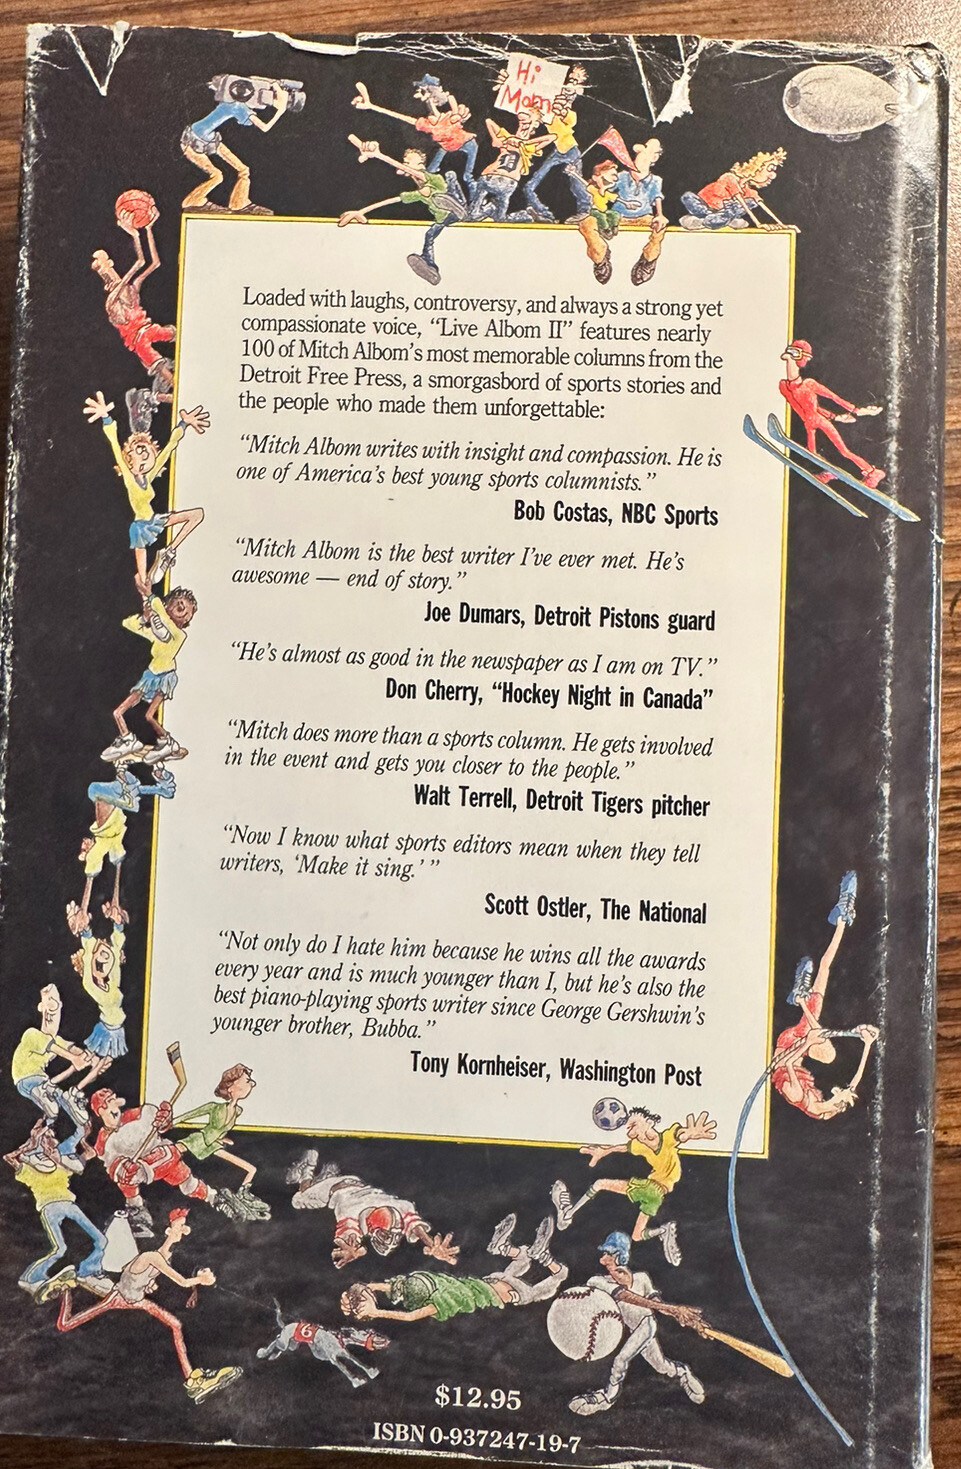 Hi
Mom
Loaded with laughs, controversy, and always a strong yet
compassionate voice, “Live Albom II” features nearly
100 of Mitch Albom’s most memorable columns from the
Detroit Free Press, a smorgasbord of sports stories and
the people who made them unforgettable:
“Mitch Albom writes with insight and compassion. He is
one of America’s best young sports columnists.”
Bob Costas, NBC Sports
“Mitch Albom is the best writer I’ve ever met. He’s
awesome — end of story.”
Joe Dumars, Detroit Pistons guard
“He’s almost as good in the newspaper as I am on TV.”
Don Cherry, “Hockey Night in Canada”
“Mitch does more than a sports column. He gets involved
in the event and gets you closer to the people.”
Walt Terrell, Detroit Tigers pitcher
“Now I know what sports editors mean when they tell
writers, ‘Make it sing.’ ”
Scott Ostler, The National
“Not only do I hate him because he wins all the awards
every year and is much younger than I, but he’s also the
best piano-playing sports writer since George Gershwin’s
younger brother, Bubba.”
Tony Kornheiser, Washington Post
6
$12.95
ISBN 0-937247-19-7